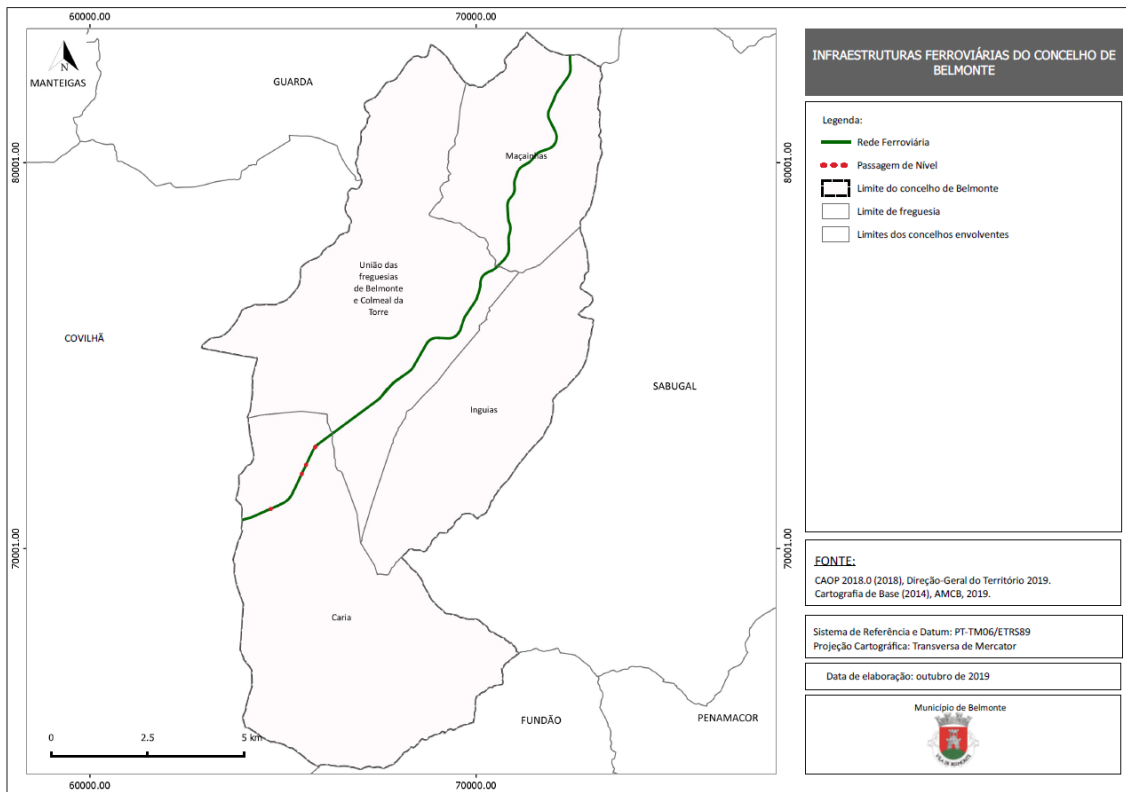 60000.00
70000.00
N
MANTEIGAS
GUARDA
80001.00
80001.00
Maçainhas
União das
freguesias
de Belmonte
e Colmeal da
Torre
COVILHÃ
SABUGAL
Inguias
70001.00
70001.00
Caria
FUNDÃO
PENAMACOR
0
2.5
5 km
60000.00
70000.00
INFRAESTRUTURAS FERROVIÁRIAS DO CONCELHO DE
BELMONTE
Legenda:
Rede Ferroviária
Passagem de Nível
Limite do concelho de Belmonte
Limite de freguesia
Limites dos concelhos envolventes
FONTE:
CAOP 2018.0 (2018), Direção-Geral do Território 2019.
Cartografia de Base (2014), AMCB, 2019.
Sistema de Referência e Datum: PT-TM06/ETRS89
Projeção Cartográfica: Transversa de Mercator
Data de elaboração: outubro de 2019
Município de Belmonte
VILA DE BELMONTE